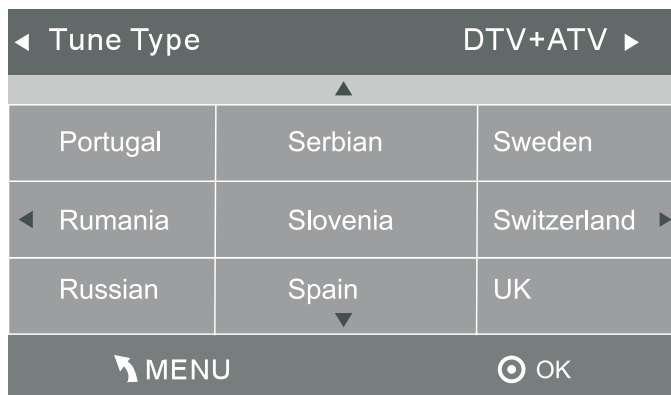 Tune Type DTV+ATV
Portugal Serbian Sweden
Rumania Slovenia Switzerland
Russian Spain UK
MENU OK